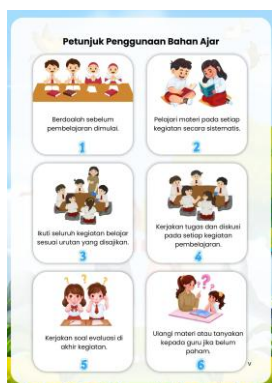 Petunjuk Penggunaan Bahan Ajar
Berdoalah sebelum
pembelajaran dimulai.
1
Pelajari materi pada setiap
kegiatan secara sistematis.
2
Ikuti seluruh kegiatan belajar
sesuai urutan yang disajikan.
3
Kerjakan tugas dan diskusi
pada setiap kegiatan
pembelajaran.
4
Kerjakan soal evaluasi di
akhir kegiatan.
5
Ulangi materi atau tanyakan
kepada guru jika belum
paham.
6
v